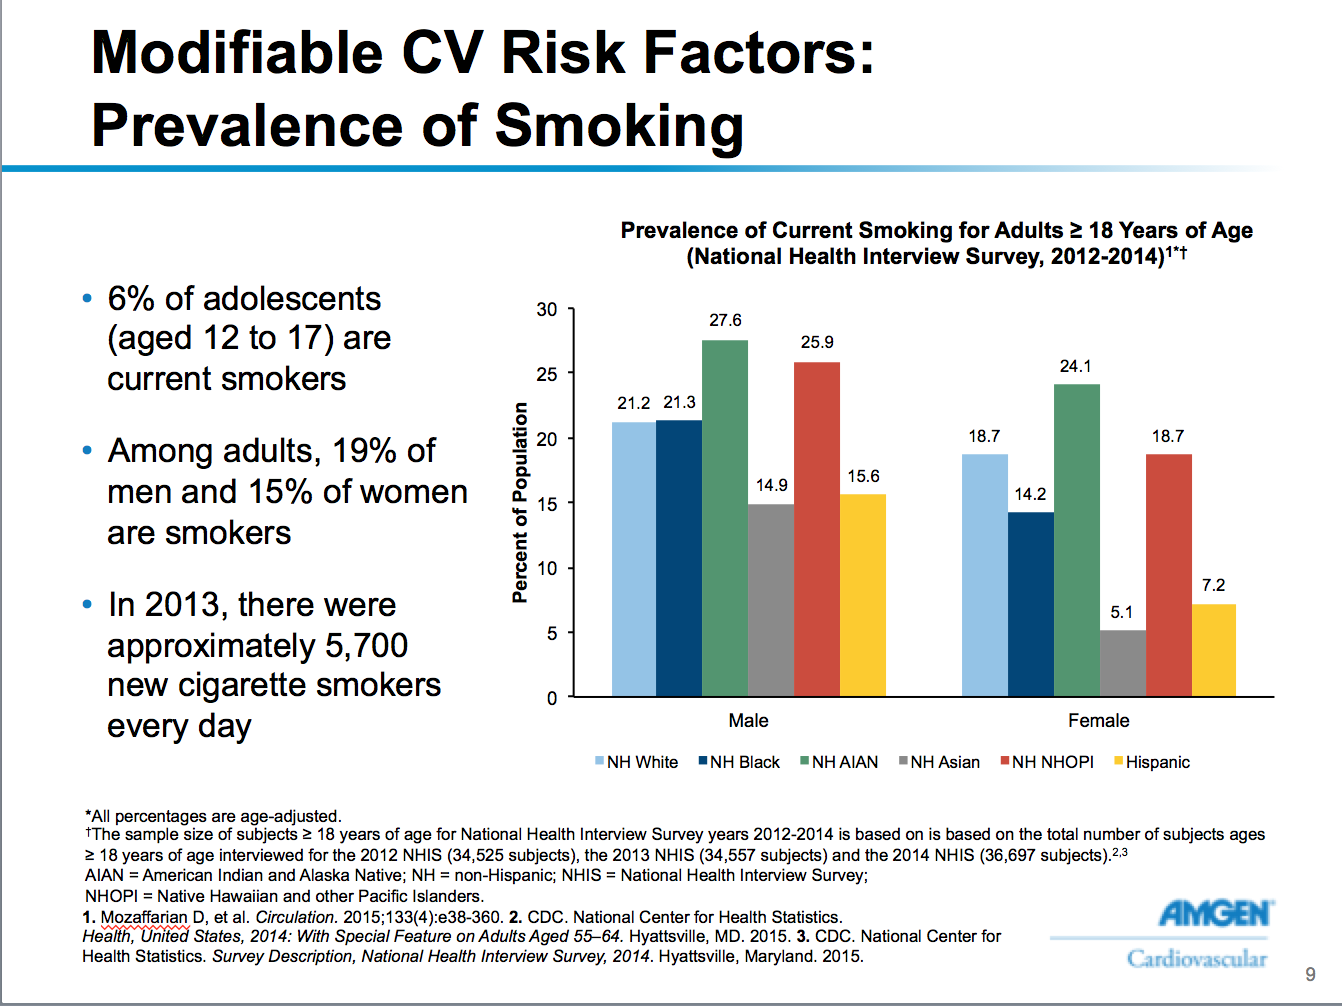 Modifiable CV Risk Factors:
Prevalence of Smoking
• 6% of adolescents
(aged 12 to 17) are
current smokers
• Among adults, 19% of
men and 15% of women
are smokers
• In 2013, there were
approximately 5,700
new cigarette smokers
every day
Prevalence of Current Smoking for Adults ≥ 18 Years of Age
(National Health Interview Survey, 2012-2014)1*†
Percent of Population
30
25
20
15
10
5
0
21.2 21.3 27.6 14.9 25.9 15.6
18.7 14.2 24.1 5.1 18.7 7.2
Male Female
NH White NH Black NH AIAN NH Asian NH NHOPI Hispanic
*All percentages are age-adjusted.
†The sample size of subjects ≥ 18 years of age for National Health Interview Survey years 2012-2014 is based on is based on the total number of subjects ages
≥ 18 years of age interviewed for the 2012 NHIS (34,525 subjects), the 2013 NHIS (34,557 subjects) and the 2014 NHIS (36,697 subjects).2,3
AIAN = American Indian and Alaska Native; NH = non-Hispanic; NHIS = National Health Interview Survey;
NHOPI = Native Hawaiian and other Pacific Islanders.
1. Mozaffarian D, et al. Circulation. 2015;133(4):e38-360. 2. CDC. National Center for Health Statistics.
Health, United States, 2014: With Special Feature on Adults Aged 55–64. Hyattsville, MD. 2015. 3. CDC. National Center for
Health Statistics. Survey Description, National Health Interview Survey, 2014. Hyattsville, Maryland. 2015.
AMGEN®
Cardiovascular
9